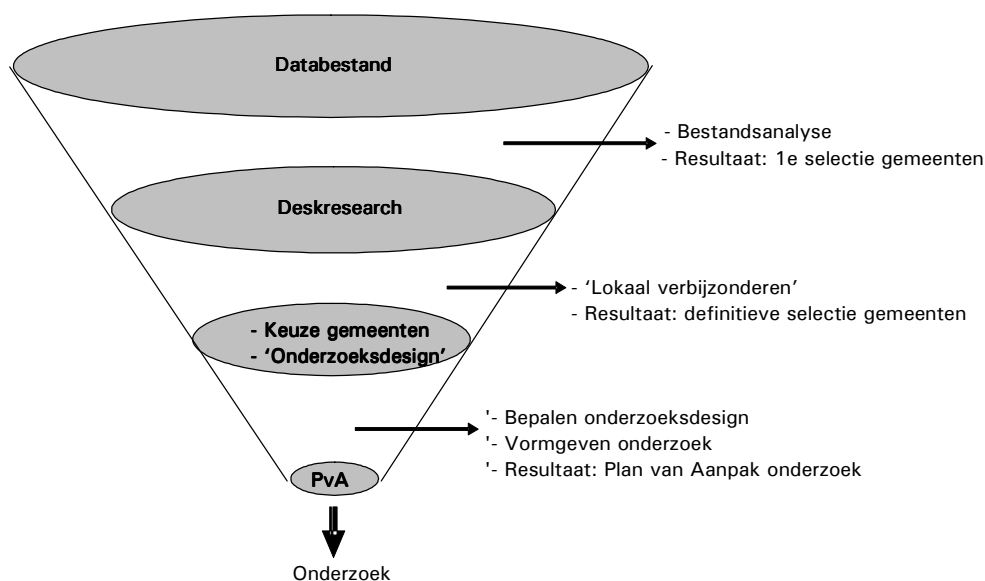 Databestand
- Bestandsanalyse
- Resultaat: 1e selectie gemeenten
Deskresearch
- ‘Lokaal verbijzonderen’
- Resultaat: definitieve selectie gemeenten
- Keuze gemeenten
- ‘Onderzoeksdesign’
'- Bepalen onderzoeksdesign
'- Vormgeven onderzoek
'- Resultaat: Plan van Aanpak onderzoek
PvA
Onderzoek